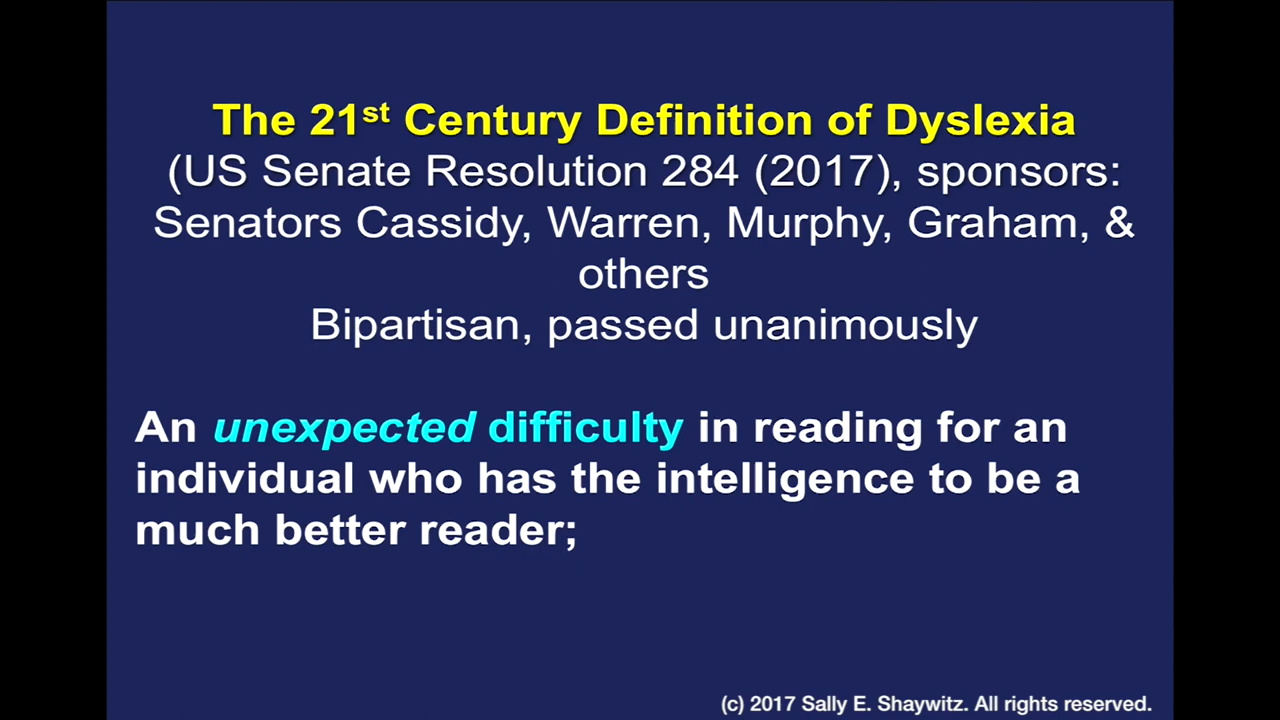 The 21st Century Definition of Dyslexia
(US Senate Resolution 284 (2017), sponsors:
Senators Cassidy, Warren, Murphy, Graham, &
others
Bipartisan, passed unanimously
An unexpected difficulty in reading for an
individual who has the intelligence to be a
much better reader;
(c) 2017 Sally E. Shaywitz. All rights reserved.